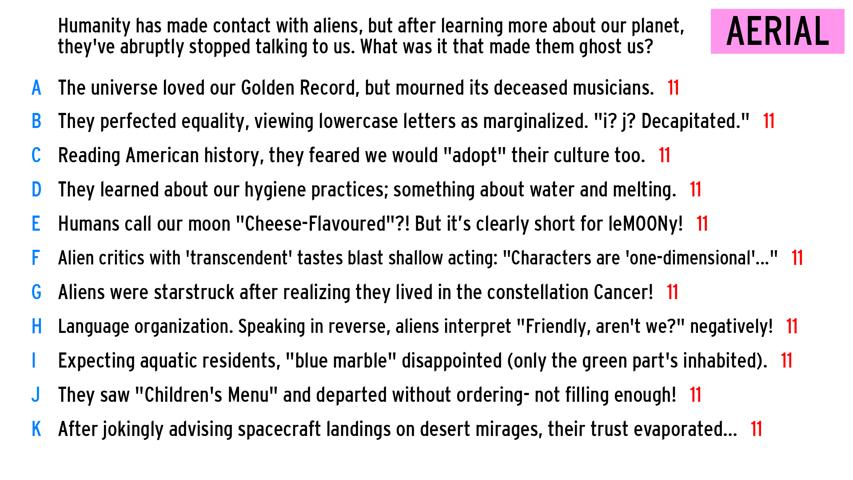 Humanity has made contact with aliens, but after learning more about our planet,
they've abruptly stopped talking to us. What was it that made them ghost us?
AERIAL
A The universe loved our Golden Record, but mourned its deceased musicians. 11
B They perfected equality, viewing lowercase letters as marginalized. "i? j? Decapitated." 11
C Reading American history, they feared we would "adopt" their culture too. 11
D They learned about our hygiene practices; something about water and melting. 11
E Humans call our moon "Cheese-Flavoured"?! But it's clearly short for leMOONy! 11
F Alien critics with 'transcendent' tastes blast shallow acting: "Characters are 'one-dimensional'..." 11
G Aliens were starstruck after realizing they lived in the constellation Cancer! 11
H Language organization. Speaking in reverse, aliens interpret "Friendly, aren't we?" negatively! 11
I Expecting aquatic residents, "blue marble" disappointed (only the green part's inhabited). 11
J They saw "Children's Menu" and departed without ordering- not filling enough! 11
K After jokingly advising spacecraft landings on desert mirages, their trust evaporated... 11